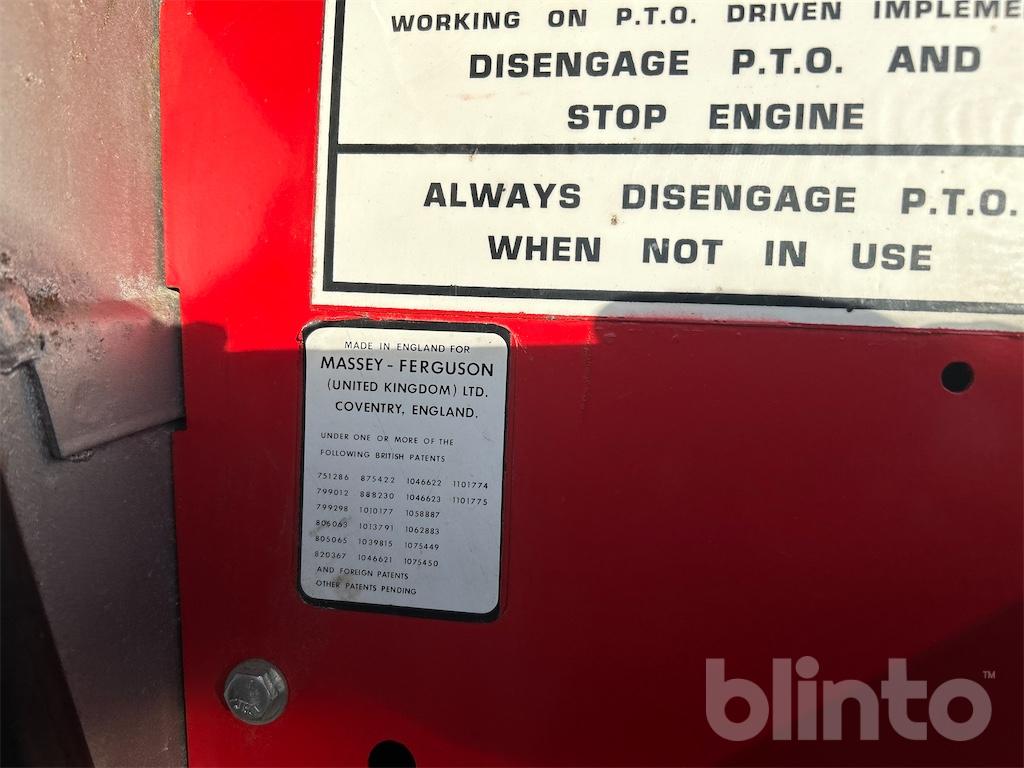 WORKING ON P.T.O. DRIVEN
DISENGAGE P.T.O. AND
STOP ENGINE
ALWAYS DISENGAGE P.T.O.
WHEN NOT IN USE
MADE IN ENGLAND FOR
MASSEY - FERGUSON
(UNITED KINGDOM) LTD.
COVENTRY, ENGLAND.
UNDER ONE OR MORE OF THE
FOLLOWING BRITISH PATENTS
751286 875422 1046622 1101774
799012 888230 1046623 1101775
799298 1010177 1058887
806063 1013791 1062883
805065 1039815 1075449
820367 1046621 1075450
AND FOREIGN PATENTS
OTHER PATENTS PENDING
blinto™